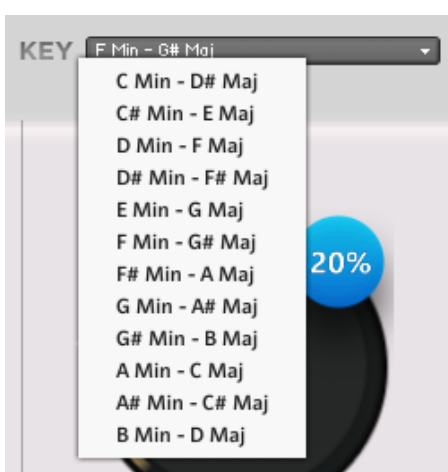 KEY F Min - G# Maj
C Min - D# Maj
C# Min - E Maj
D Min - F Maj
D# Min - F# Maj
E Min - G Maj
F Min - G# Maj
F# Min - A Maj
G Min - A# Maj
G# Min - B Maj
A Min - C Maj
A# Min - C# Maj
B Min - D Maj
20%